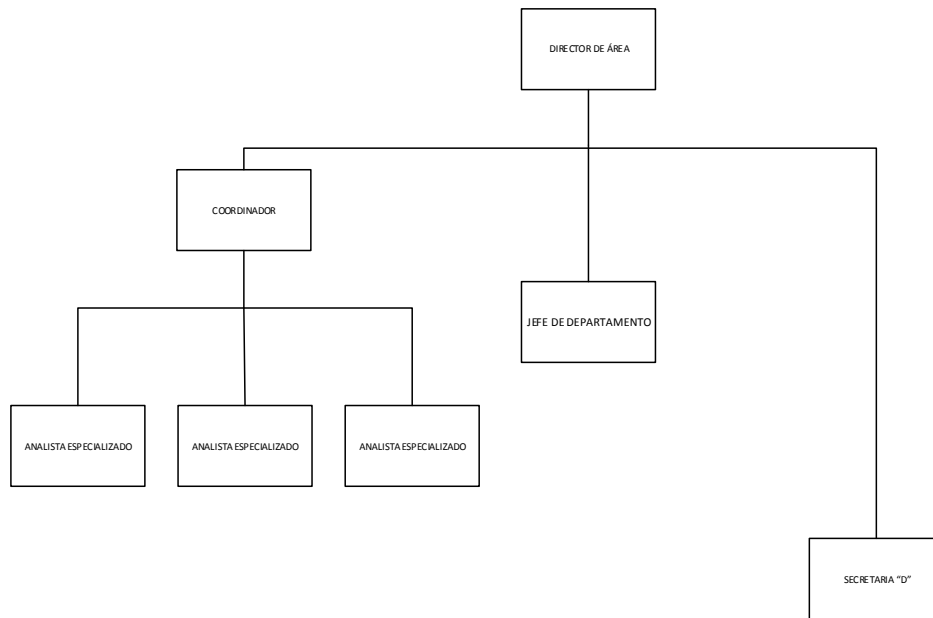 DIRECTOR DE ÁREA
COORDINADOR
JEFE DE DEPARTAMENTO
ANALISTA ESPECIALIZADO
ANALISTA ESPECIALIZADO
ANALISTA ESPECIALIZADO
SECRETARIA “D”